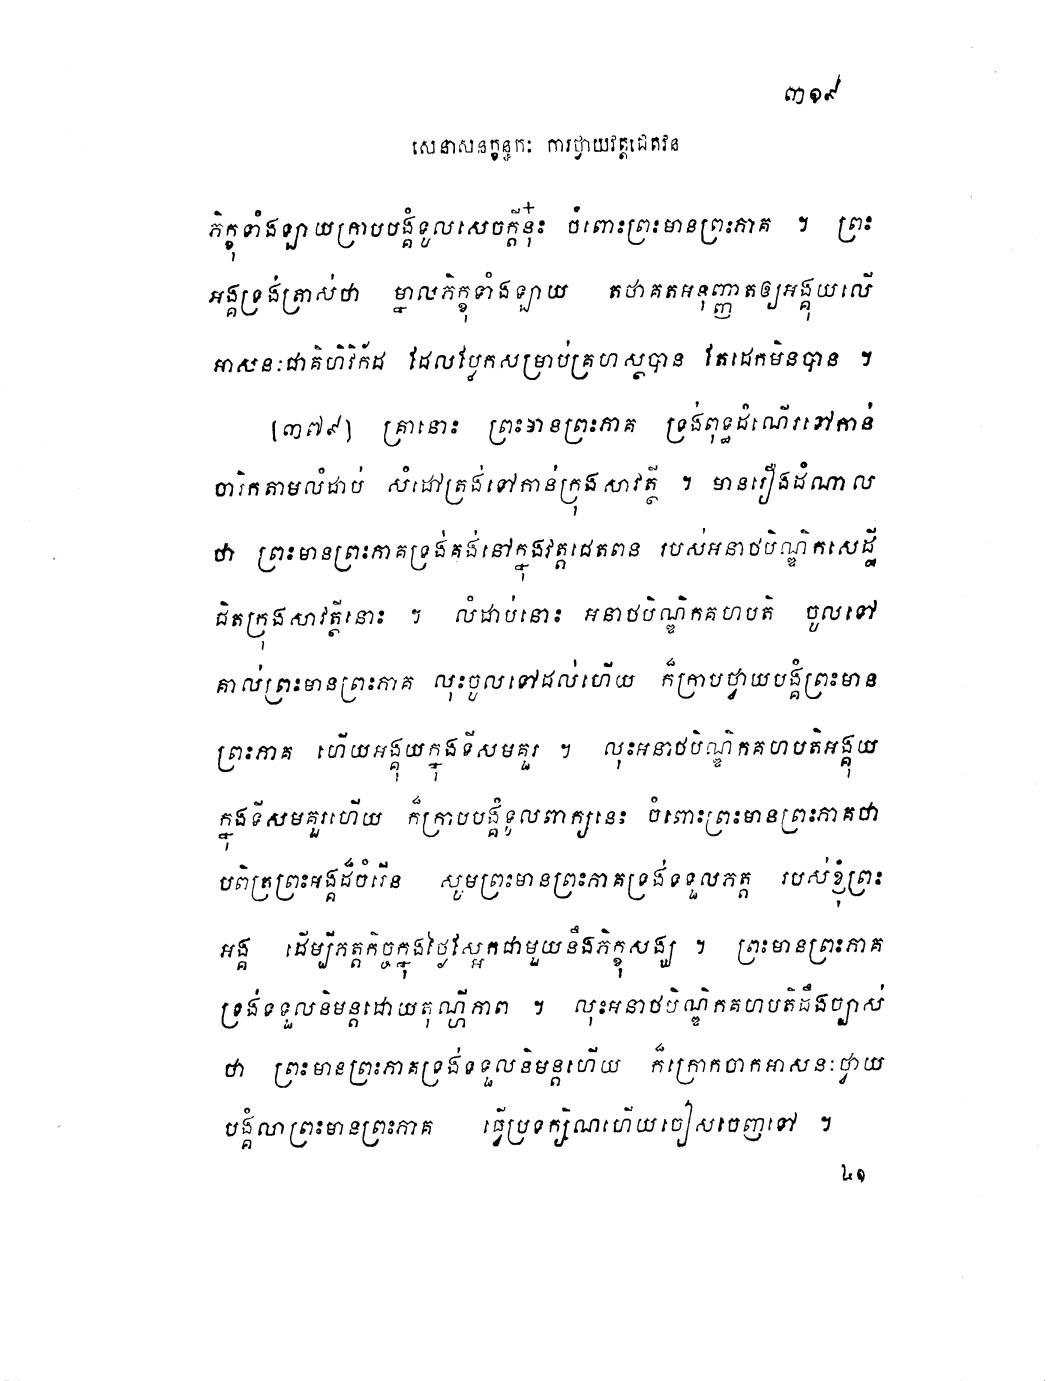 ៣១៩
សេនាសនក្ខន្ធកៈ ការថ្វាយវត្តជេតវន
ភិក្ខុទាំងឡាយក្រាបបង្គំទូលសេចក្តីនុ៎ះ ចំពោះព្រះមានព្រះភាគ ។ ព្រះ
អង្គទ្រង់ត្រាស់ថា ម្នាលភិក្ខុទាំងឡាយ តថាគតអនុញ្ញាតឲ្យអង្គុយលើ
អាសនៈជាគិហិវិកដ ដែលប្លែកសម្រាប់គ្រហស្ថបាន តែដេកមិនបាន ។
[៣៧៩] គ្រានោះ ព្រះមានព្រះភាគ ទ្រង់ពុទ្ធដំណើរទៅកាន់
ចារិកតាមលំដាប់ សំដៅត្រង់ទៅកាន់ក្រុងសាវត្ថី ។ មានរឿងដំណាល
ថា ព្រះមានព្រះភាគទ្រង់គង់នៅក្នុងវត្តជេតពន របស់អនាថបិណ្ឌិកសេដ្ឋី
ជិតក្រុងសាវត្ថីនោះ ។ លំដាប់នោះ អនាថបិណ្ឌិកគហបតិ ចូលទៅ
គាល់ព្រះមានព្រះភាគ លុះចូលទៅដល់ហើយ ក៏ក្រាបថ្វាយបង្គំព្រះមាន
ព្រះភាគ ហើយអង្គុយក្នុងទីសមគួរ ។ លុះអនាថបិណ្ឌិកគហបតិអង្គុយ
ក្នុងទីសមគួរហើយ ក៏ក្រាបបង្គំទូលពាក្យនេះ ចំពោះព្រះមានព្រះភាគថា
បពិត្រព្រះអង្គដ៏ចំរើន សូមព្រះមានព្រះភាគទ្រង់ទទួលភត្ត របស់ខ្ញុំព្រះ
អង្គ ដើម្បីភត្តកិច្ចក្នុងថ្ងៃស្អែកជាមួយនឹងភិក្ខុសង្ឃ ។ ព្រះមានព្រះភាគ
ទ្រង់ទទួលនិមន្តដោយតុណ្ហីភាព ។ លុះអនាថបិណ្ឌិកគហបតិដឹងច្បាស់
ថា ព្រះមានព្រះភាគទ្រង់ទទួលនិមន្តហើយ ក៏ក្រោកចាកអាសនៈថ្វាយ
បង្គំលាព្រះមានព្រះភាគ ធ្វើប្រទក្សិណហើយចៀសចេញទៅ ។
៤១